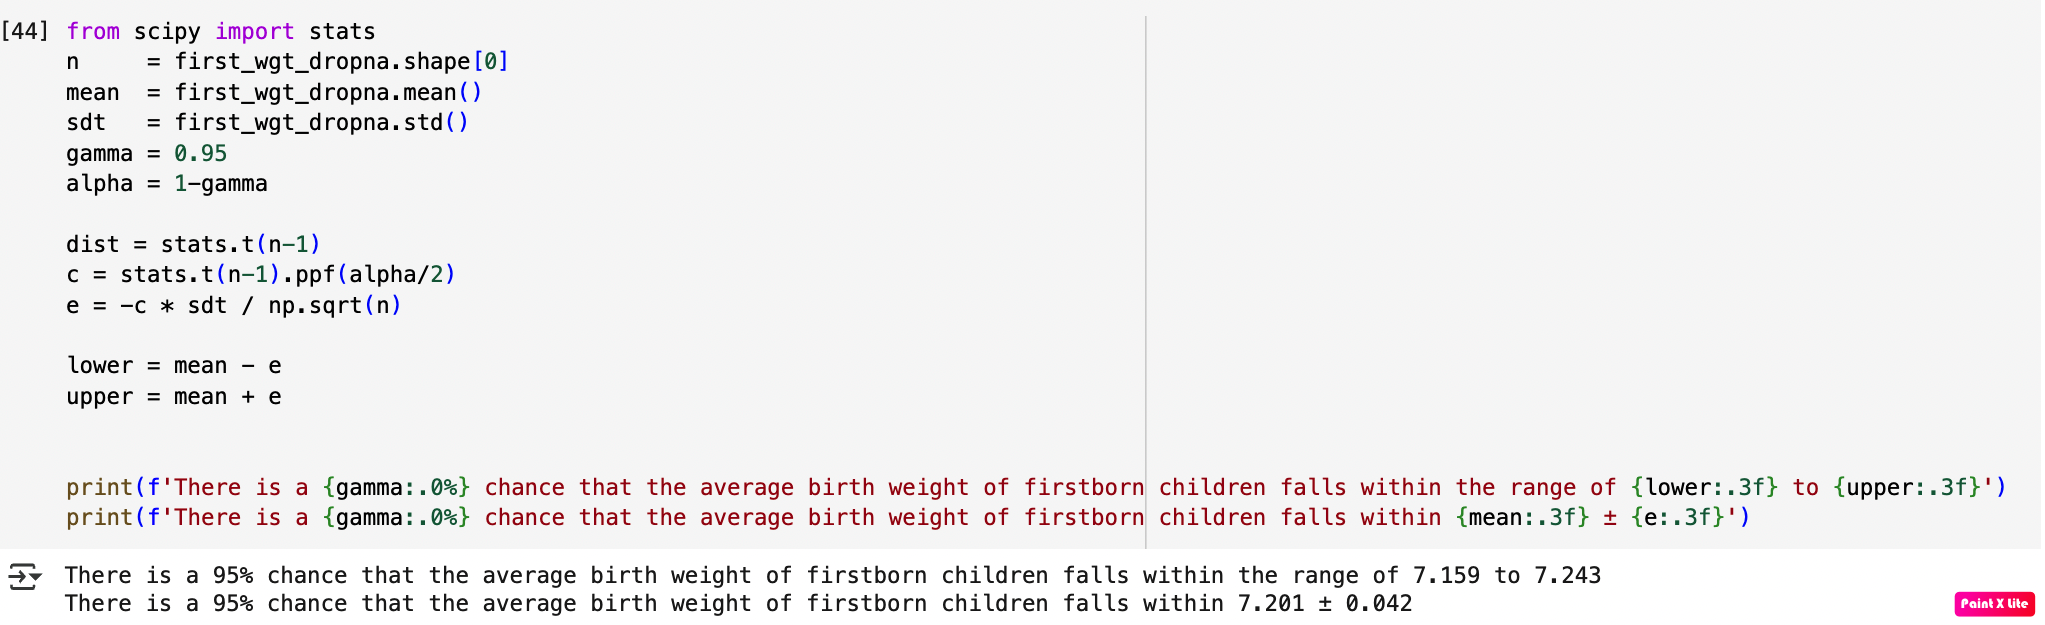 [44] from scipy import stats
n     = first_wgt_dropna.shape[0]
mean  = first_wgt_dropna.mean()
sdt   = first_wgt_dropna.std()
gamma = 0.95
alpha = 1-gamma
dist = stats.t(n-1)
c = stats.t(n-1).ppf(alpha/2)
e = -c * sdt / np.sqrt(n)
lower = mean - e
upper = mean + e
print(f'There is a {gamma:.0%} chance that the average birth weight of firstborn children falls within the range of {lower:.3f} to {upper:.3f}')
print(f'There is a {gamma:.0%} chance that the average birth weight of firstborn children falls within {mean:.3f} ± {e:.3f}')
There is a 95% chance that the average birth weight of firstborn children falls within the range of 7.159 to 7.243
There is a 95% chance that the average birth weight of firstborn children falls within 7.201 ± 0.042
Paint X Lite